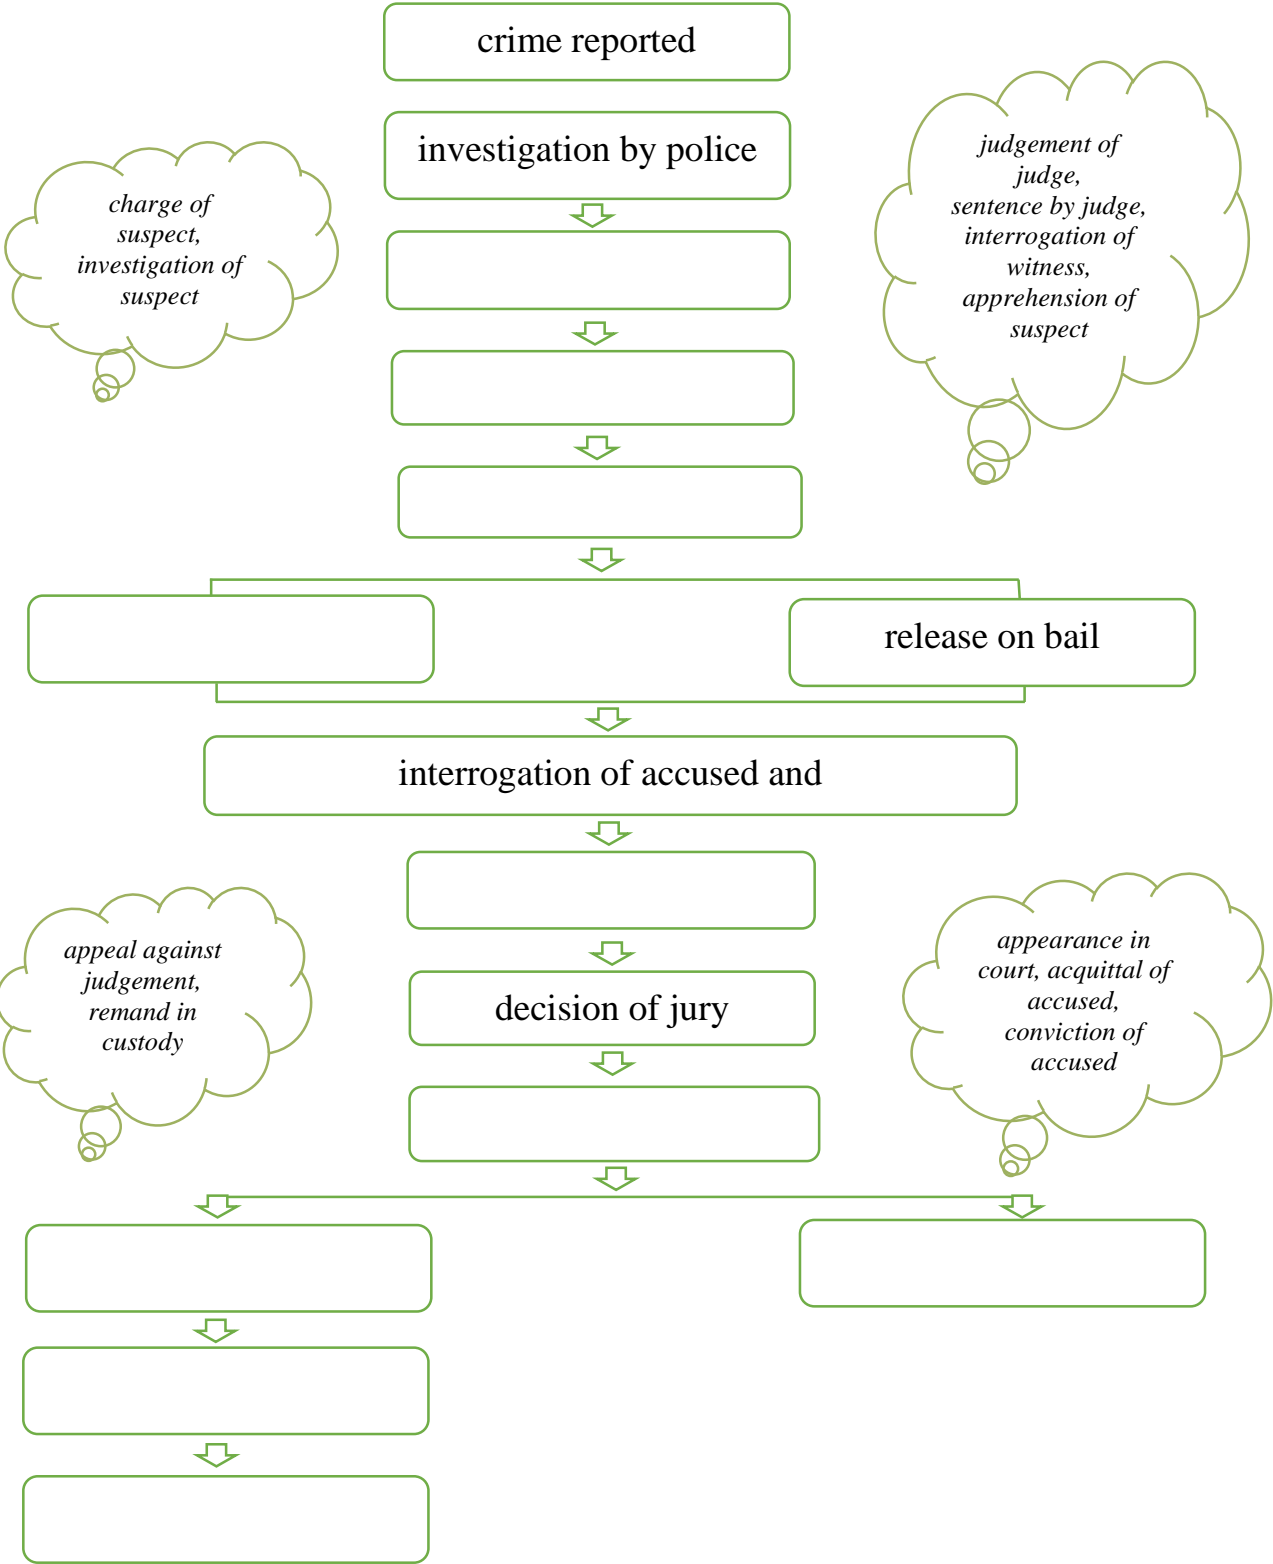 crime reported
investigation by police
charge of
suspect,
investigation of
suspect
judgement of
judge,
sentence by judge,
interrogation of
witness,
apprehension of
suspect
release on bail
interrogation of accused and
decision of jury
appeal against
judgement,
remand in
custody
appearance in
court, acquittal of
accused,
conviction of
accused